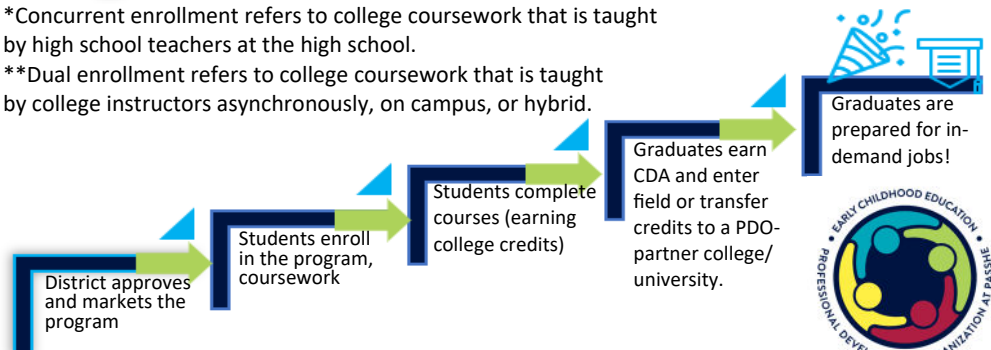 *Concurrent enrollment refers to college coursework that is taught
by high school teachers at the high school.
**Dual enrollment refers to college coursework that is taught
by college instructors asynchronously, on campus, or hybrid.
District approves
and markets the
program
Students enroll
in the program,
coursework
Students complete
courses (earning
college credits)
Graduates earn
CDA and enter
field or transfer
credits to a PDO-
partner college/
university.
Graduates are
prepared for in-
demand jobs!
• EARLY CHILDHOOD EDUCATION •
PROFESSIONAL AT PASSHE